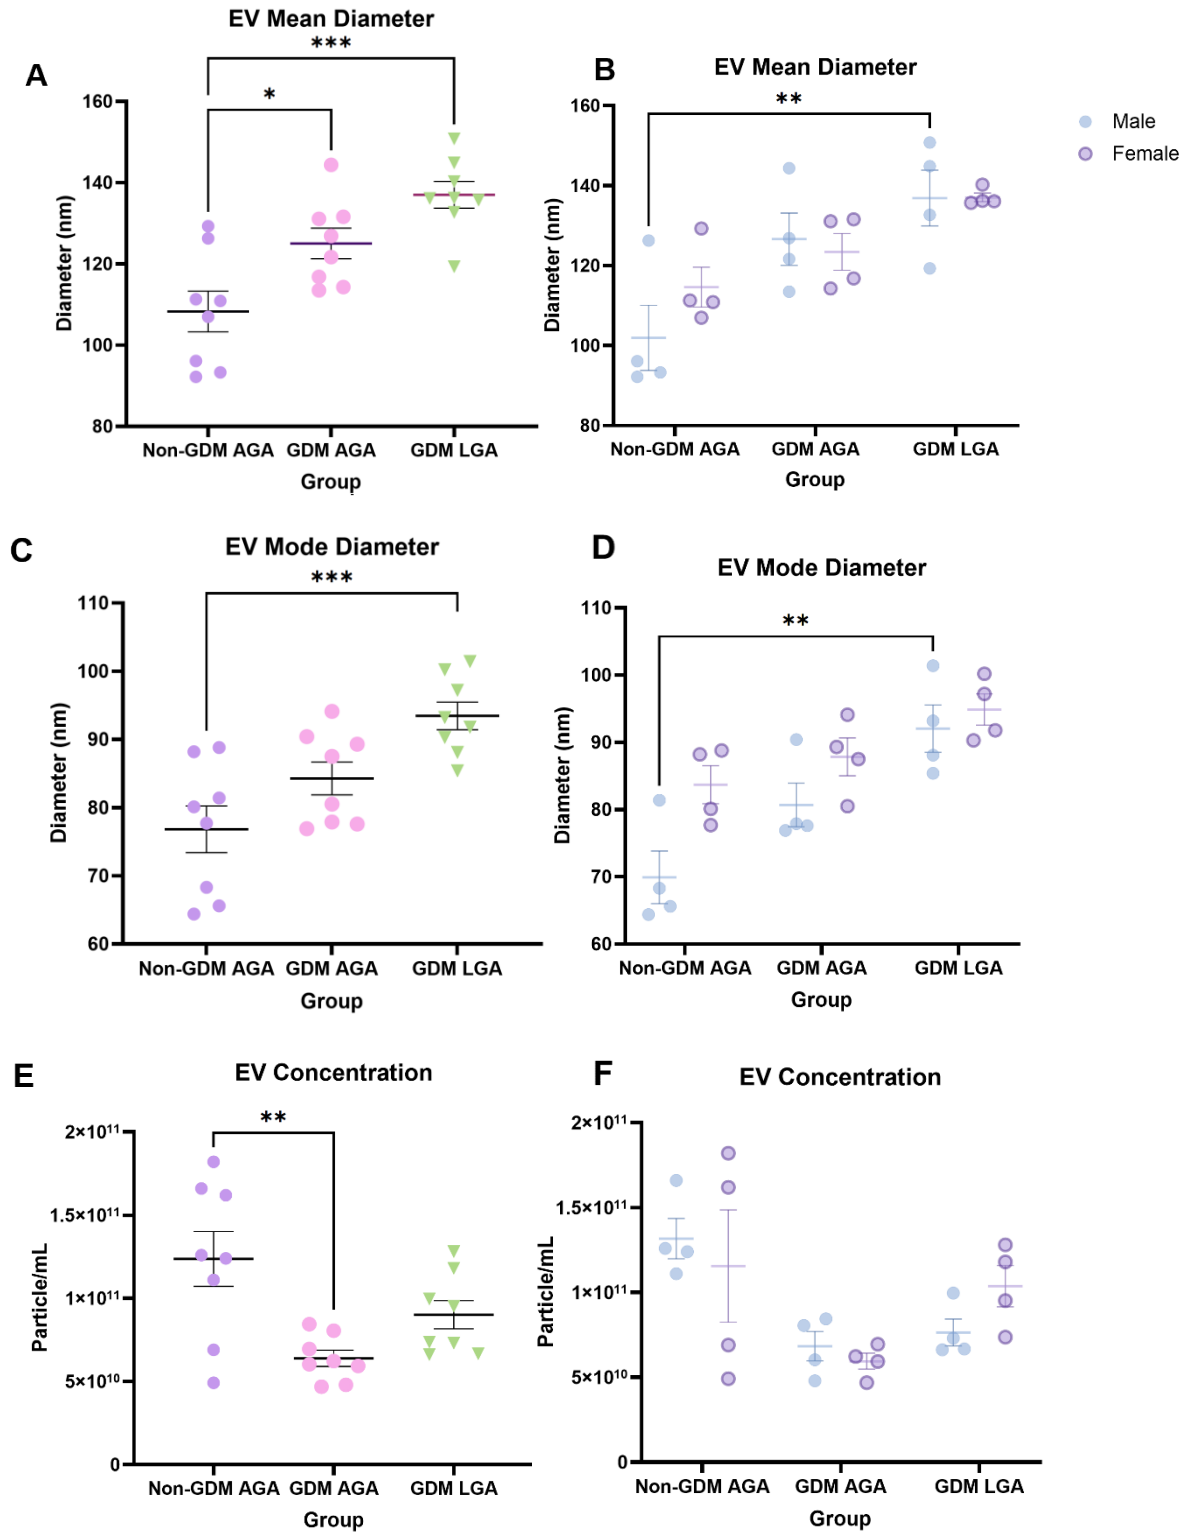 A
EV Mean Diameter
***
*
160
140
120
100
80
Diameter (nm)
Non-GDM AGA GDM AGA GDM LGA
Group
B
EV Mean Diameter
**
160
140
120
100
80
Diameter (nm)
Non-GDM AGA GDM AGA GDM LGA
Group
Male
Female
C
EV Mode Diameter
***
110
100
90
80
70
60
Diameter (nm)
Non-GDM AGA GDM AGA GDM LGA
Group
D
EV Mode Diameter
**
110
100
90
80
70
60
Diameter (nm)
Non-GDM AGA GDM AGA GDM LGA
Group
E
EV Concentration
**
2×10¹¹
1.5×10¹¹
1×10¹¹
5×10¹⁰
0
Particle/mL
Non-GDM AGA GDM AGA GDM LGA
Group
F
EV Concentration
2×10¹¹
1.5×10¹¹
1×10¹¹
5×10¹⁰
0
Particle/mL
Non-GDM AGA GDM AGA GDM LGA
Group